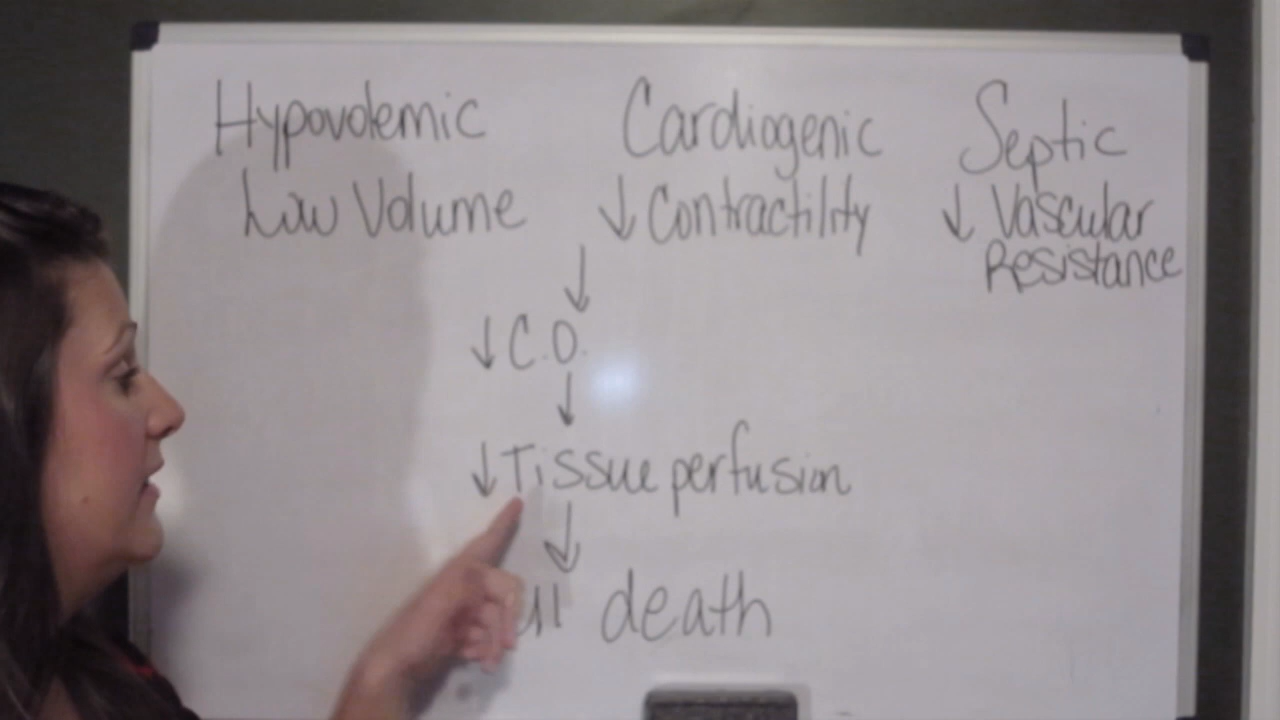 Hypovolemic Cardiogenic Septic
Low Volume ↓ Contractility ↓ Vascular
Resistance
↓
↓ C.O.
↓
↓ Tissue perfusion
↓
death